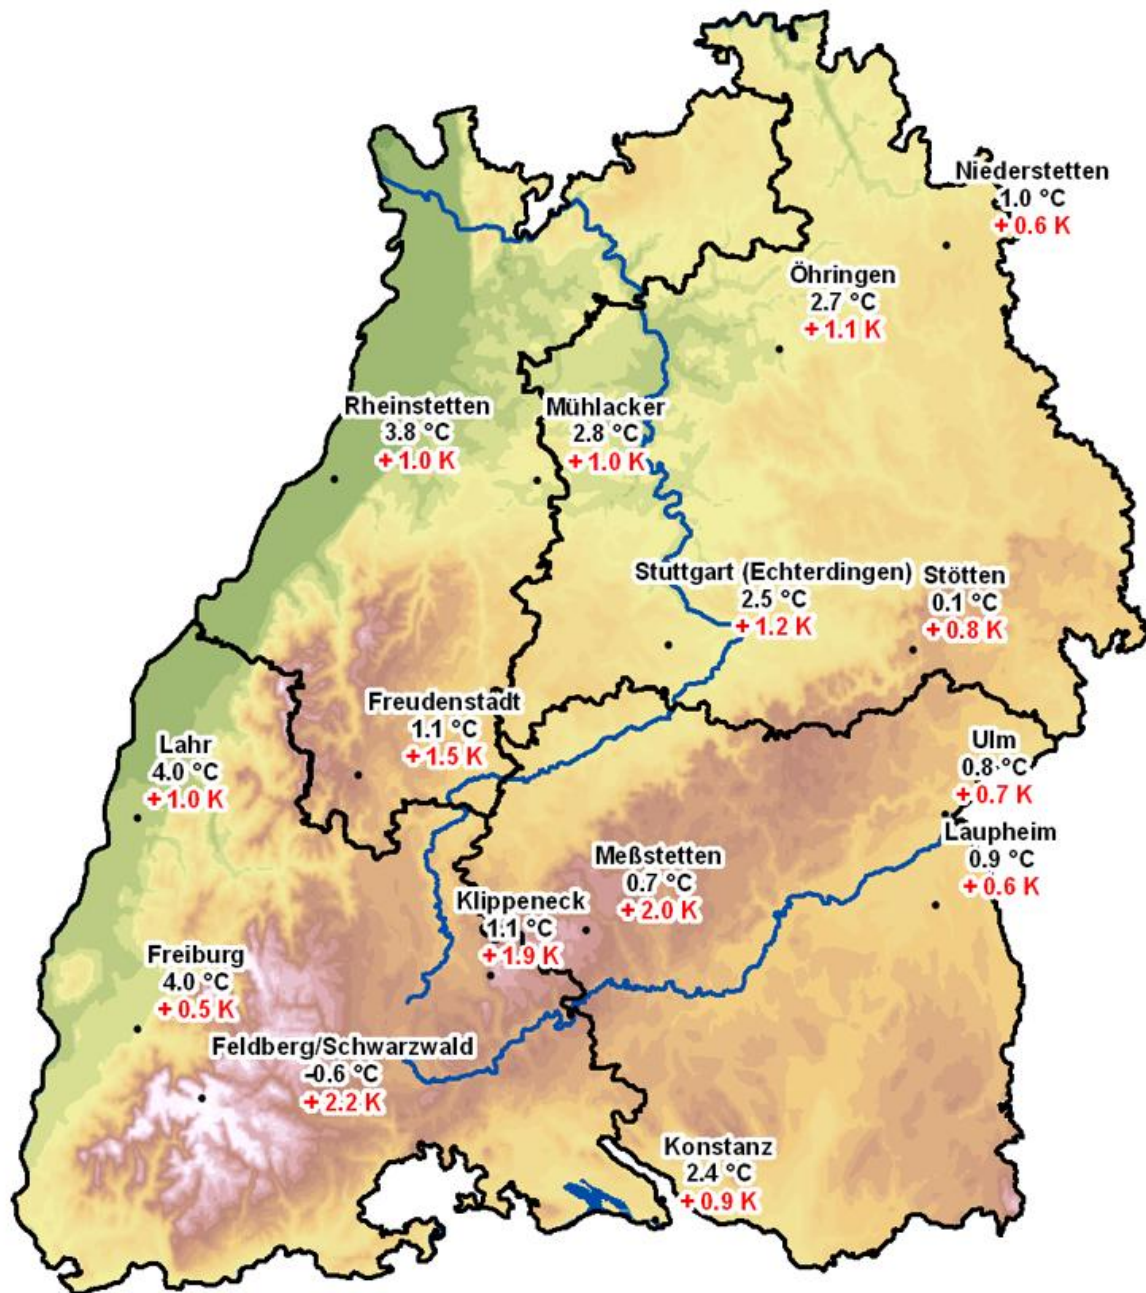 Niederstetten
1.0 °C
+ 0.6 K
Öhringen
2.7 °C
+ 1.1 K
Rheinstetten
3.8 °C
+ 1.0 K
Mühlacker
2.8 °C
+ 1.0 K
Stuttgart (Echterdingen)
2.5 °C
+ 1.2 K
Stötten
0.1 °C
+ 0.8 K
Freudenstadt
1.1 °C
+ 1.5 K
Lahr
4.0 °C
+ 1.0 K
Ulm
0.8 °C
+ 0.7 K
Laupheim
0.9 °C
+ 0.6 K
Meßstetten
0.7 °C
+ 2.0 K
Klippeneck
1.1 °C
+ 1.9 K
Freiburg
4.0 °C
+ 0.5 K
Feldberg/Schwarzwald
-0.6 °C
+ 2.2 K
Konstanz
2.4 °C
+ 0.9 K